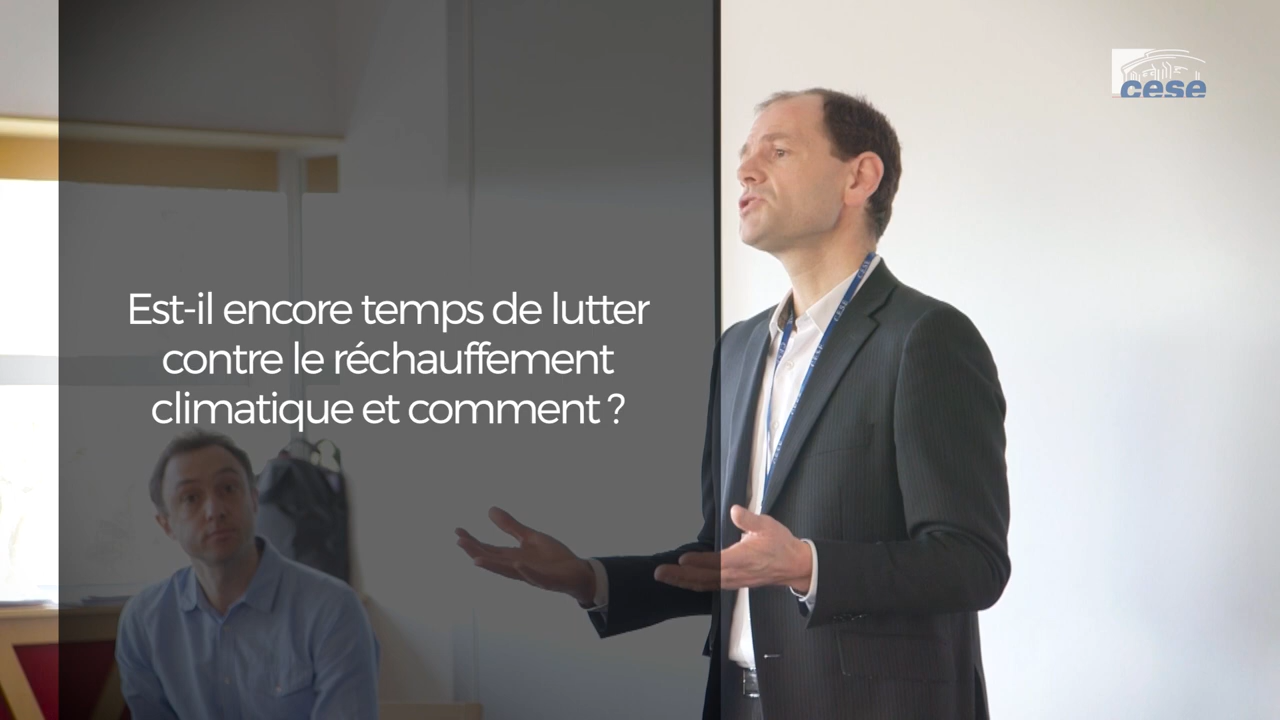 Est-il encore temps de lutter
contre le réchauffement
climatique et comment ?
cese